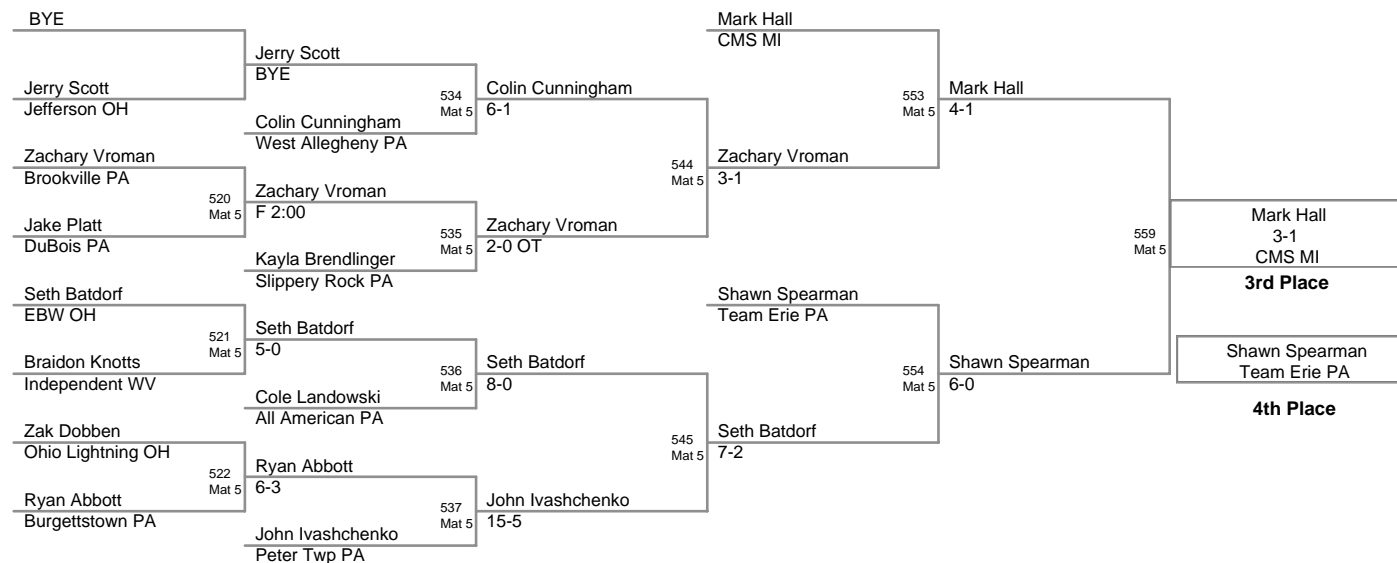 BYE
Jerry Scott
Jefferson OH
Zachary Vroman
Brookville PA
520
Mat 5
Jake Platt
DuBois PA
Seth Batdorf
EBW OH
521
Mat 5
Braidon Knotts
Independent WV
Zak Dobben
Ohio Lightning OH
522
Mat 5
Ryan Abbott
Burgettstown PA
Jerry Scott
BYE
534
Mat 5
Colin Cunningham
West Allegheny PA
Zachary Vroman
F 2:00
535
Mat 5
Kayla Brendlinger
Slippery Rock PA
Seth Batdorf
5-0
536
Mat 5
Cole Landowski
All American PA
Ryan Abbott
6-3
537
Mat 5
John Ivashchenko
Peter Twp PA
Colin Cunningham
6-1
544
Mat 5
Zachary Vroman
2-0 OT
Seth Batdorf
8-0
545
Mat 5
John Ivashchenko
15-5
Mark Hall
CMS MI
553
Mat 5
Zachary Vroman
3-1
Shawn Spearman
Team Erie PA
554
Mat 5
Seth Batdorf
7-2
Mark Hall
4-1
559
Mat 5
Shawn Spearman
6-0
Mark Hall
3-1
CMS MI
3rd Place
Shawn Spearman
Team Erie PA
4th Place